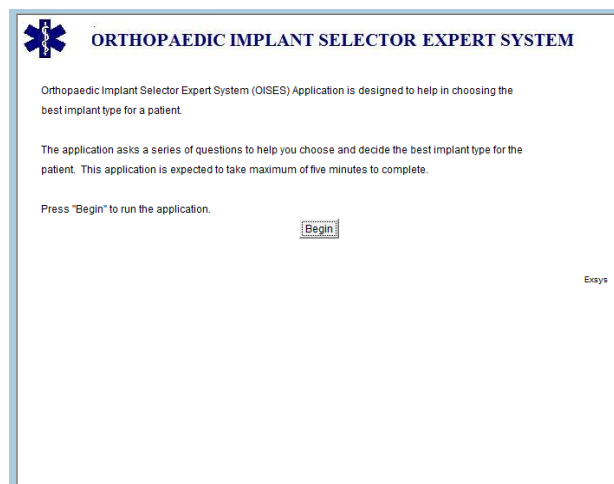 ORTHOPAEDIC IMPLANT SELECTOR EXPERT SYSTEM
Orthopaedic Implant Selector Expert System (OISES) Application is designed to help in choosing the
best implant type for a patient.
The application asks a series of questions to help you choose and decide the best implant type for the
patient. This application is expected to take maximum of five minutes to complete.
Press "Begin" to run the application.
Begin
Exsys